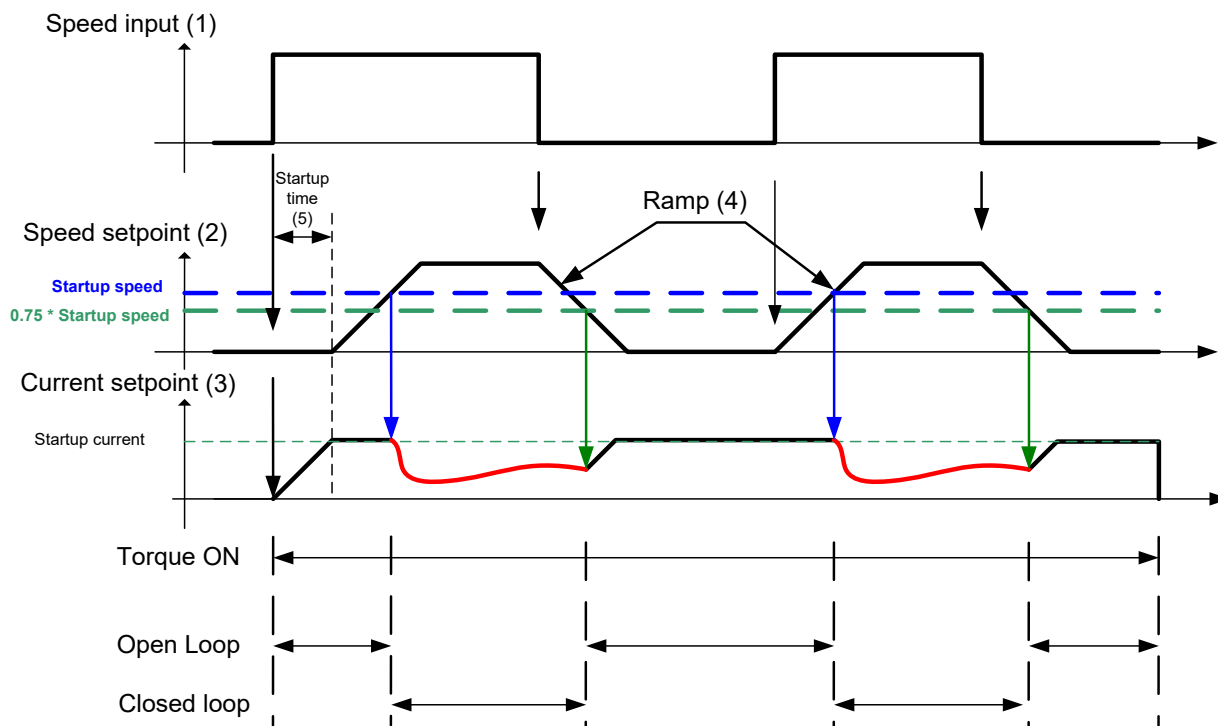 Speed input (1)
Startup
time
(5)
Ramp (4)
Speed setpoint (2)
Startup speed
0.75 * Startup speed
Current setpoint (3)
Startup current
Torque ON
Open Loop
Closed loop